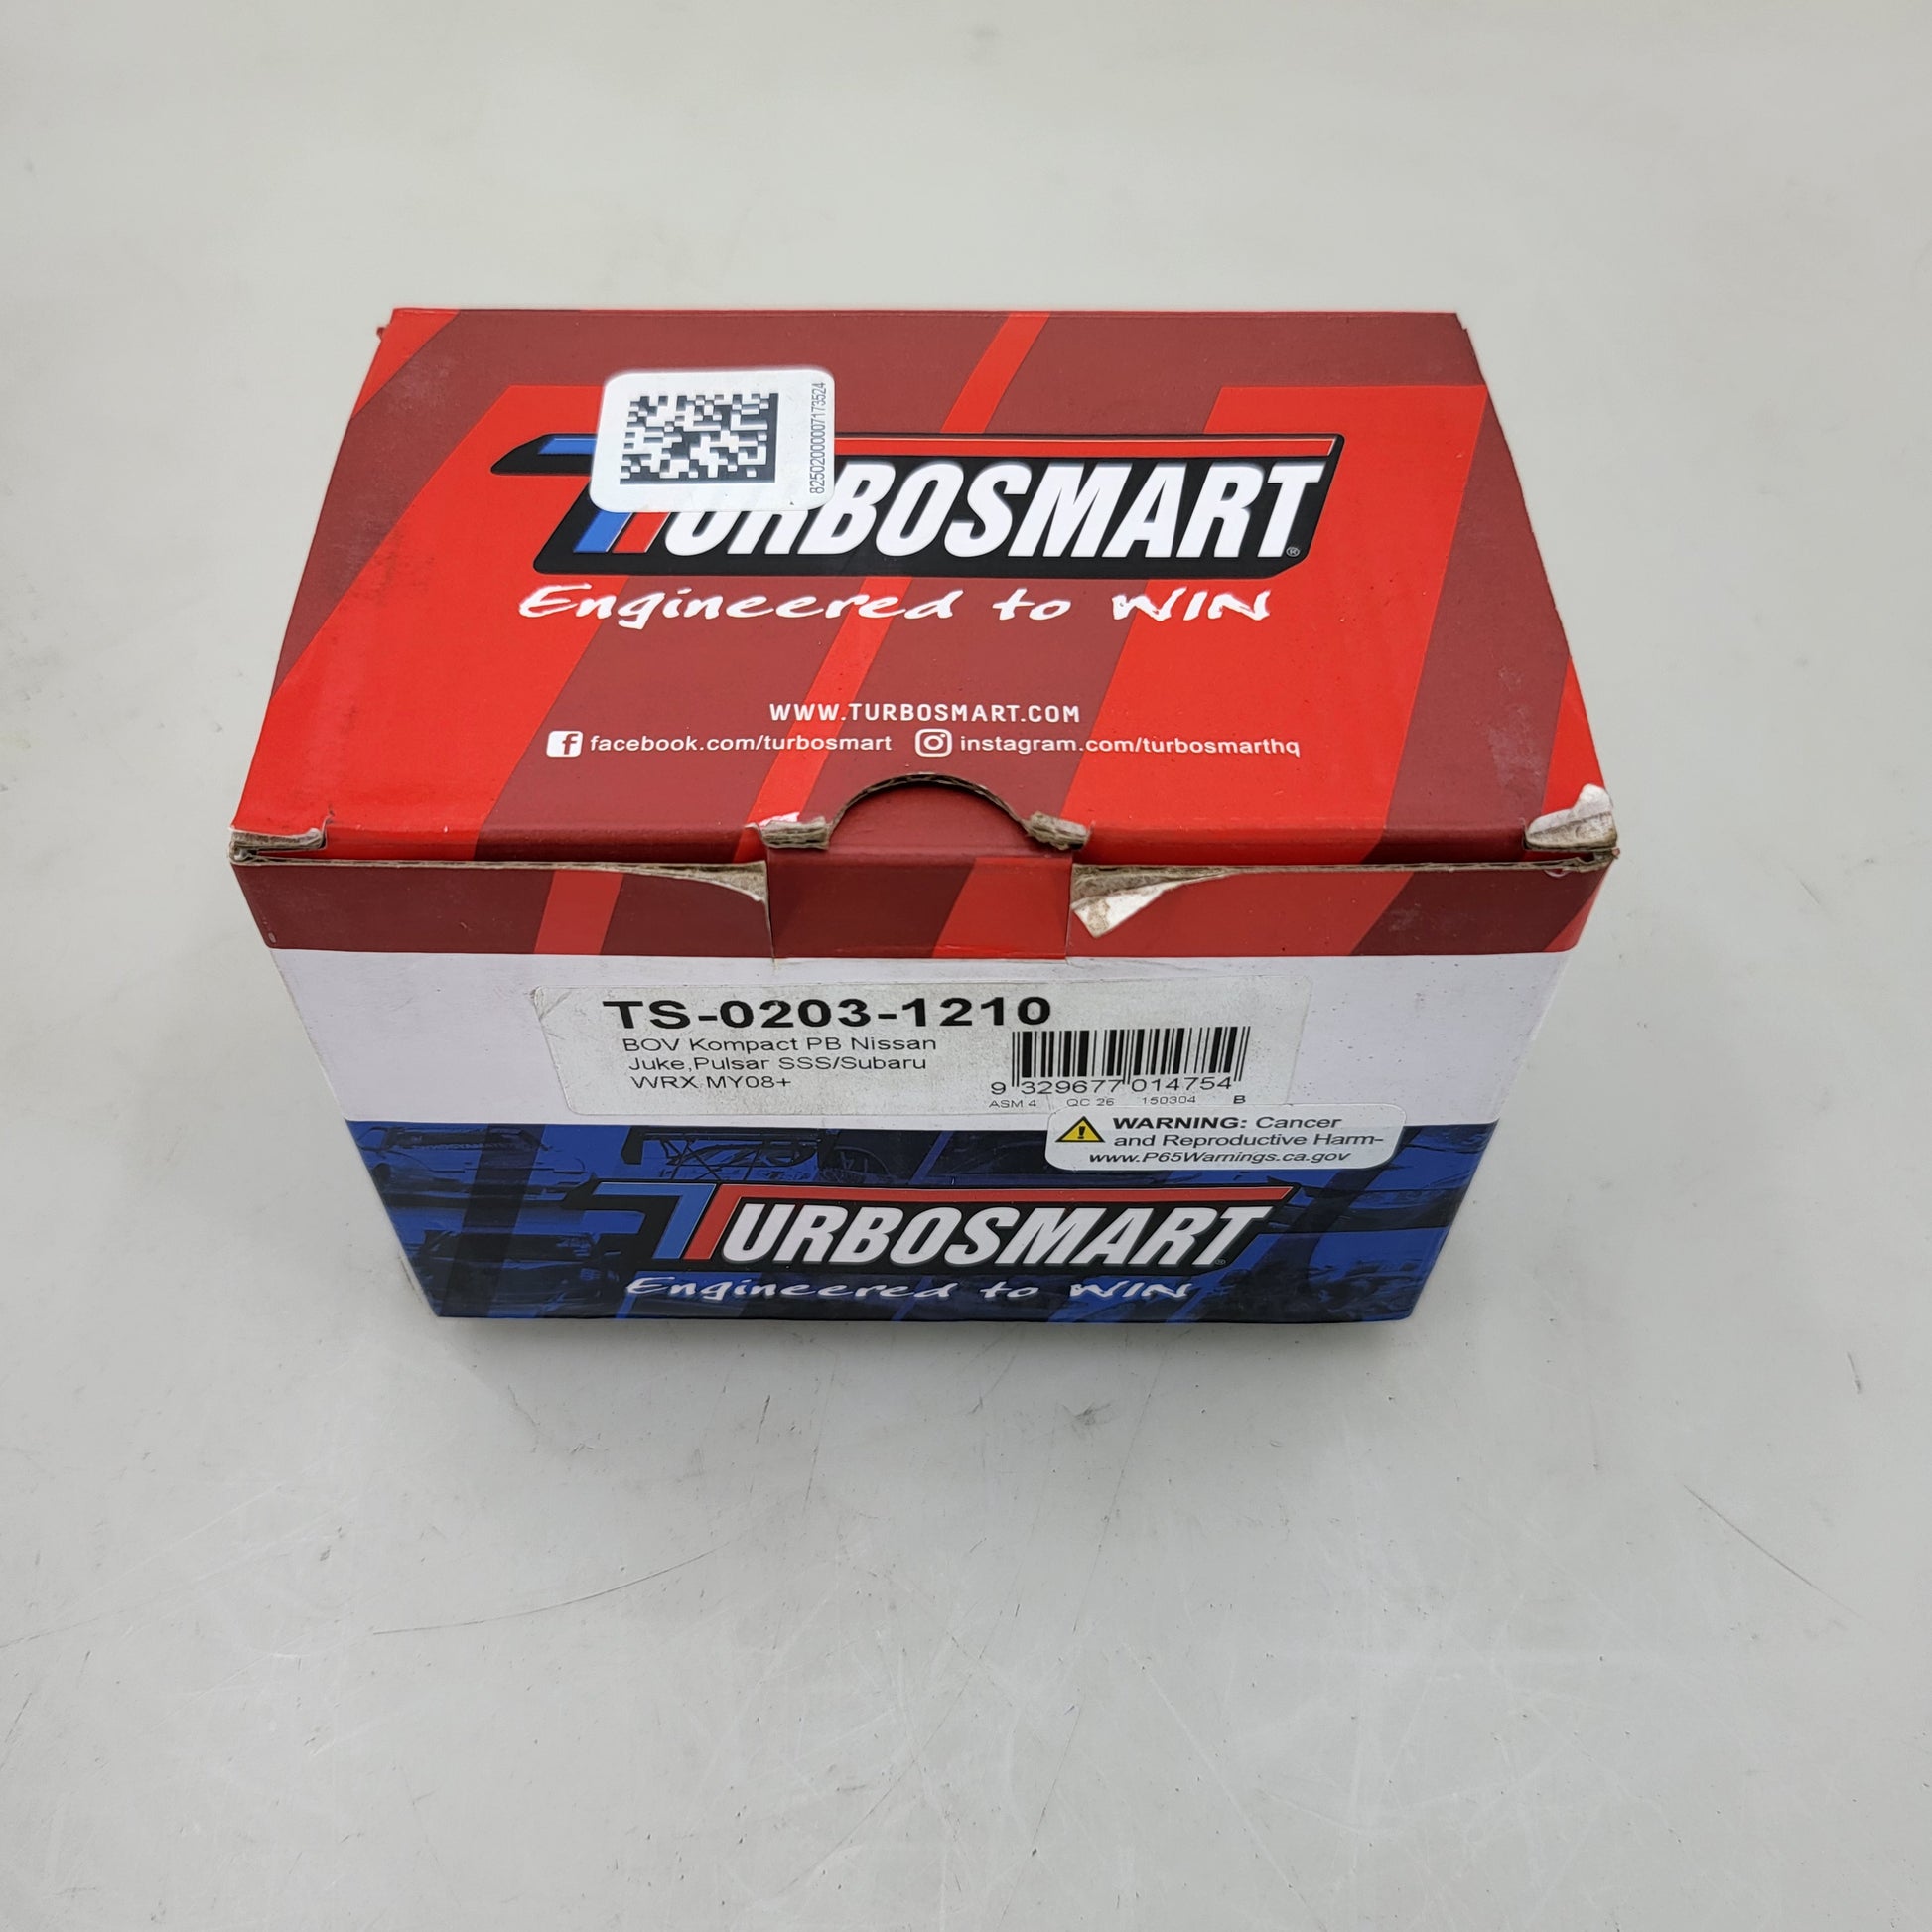 82502000007173524
TURBOSMART®
Engineered to WIN
WWW.TURBOSMART.COM
facebook.com/turbosmart instagram.com/turbosmarthq
TS-0203-1210
BOV Kompact PB Nissan
Juke,Pulsar SSS/Subaru
WRX MY08+
9 329677 014754
ASM 4 QC 26 150304 B
WARNING: Cancer
and Reproductive Harm-
www.P65Warnings.ca.gov
TURBOSMART®
Engineered to WIN